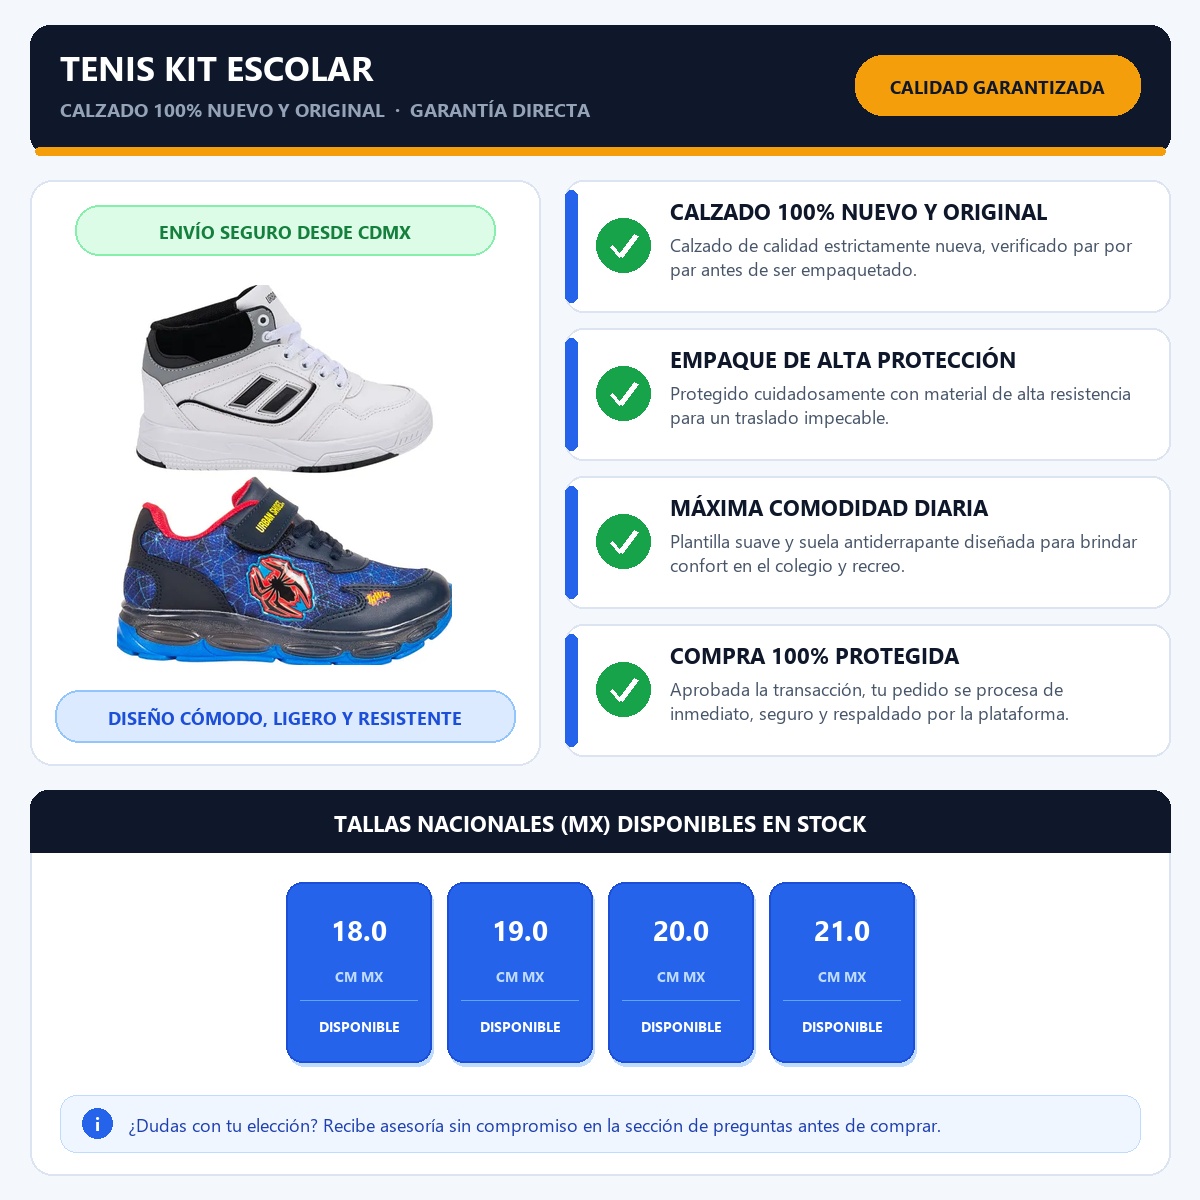 TENIS KIT ESCOLAR
CALZADO 100% NUEVO Y ORIGINAL · GARANTÍA DIRECTA
CALIDAD GARANTIZADA
ENVÍO SEGURO DESDE CDMX
URBAN SHOES
DISEÑO CÓMODO, LIGERO Y RESISTENTE
CALZADO 100% NUEVO Y ORIGINAL
Calzado de calidad estrictamente nueva, verificado par por
par antes de ser empaquetado.
EMPAQUE DE ALTA PROTECCIÓN
Protegido cuidadosamente con material de alta resistencia
para un traslado impecable.
MÁXIMA COMODIDAD DIARIA
Plantilla suave y suela antiderrapante diseñada para brindar
confort en el colegio y recreo.
COMPRA 100% PROTEGIDA
Aprobada la transacción, tu pedido se procesa de
inmediato, seguro y respaldado por la plataforma.
TALLAS NACIONALES (MX) DISPONIBLES EN STOCK
18.0
CM MX
DISPONIBLE
19.0
CM MX
DISPONIBLE
20.0
CM MX
DISPONIBLE
21.0
CM MX
DISPONIBLE
¿Dudas con tu elección? Recibe asesoría sin compromiso en la sección de preguntas antes de comprar.